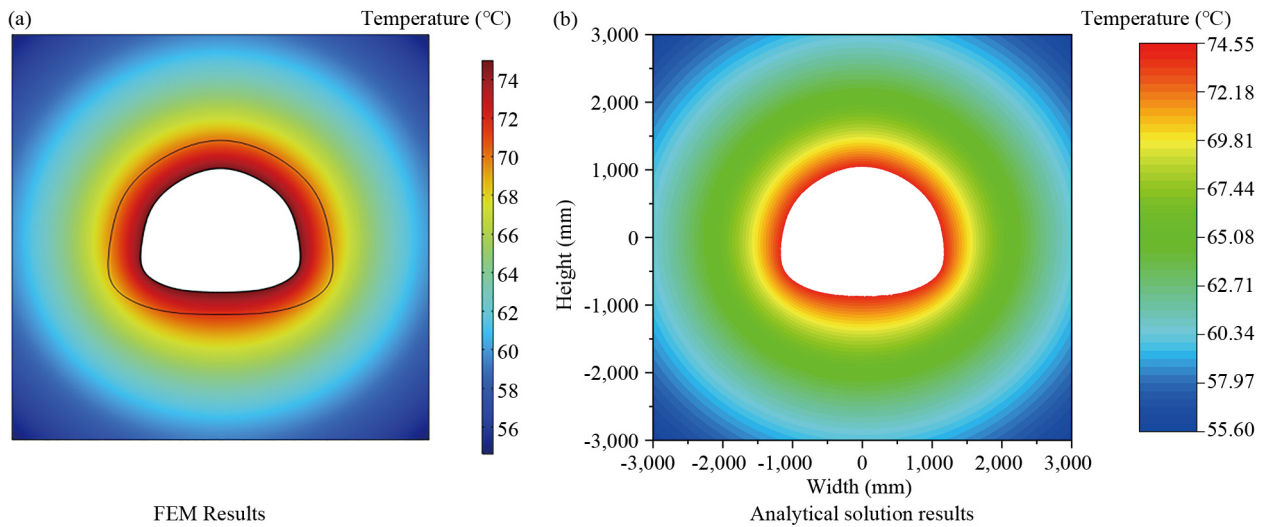 (a)
Temperature (℃)
74
72
70
68
66
64
62
60
58
56
FEM Results
(b)
Temperature (℃)
3,000
2,000
1,000
0
-1,000
-2,000
-3,000
Height (mm)
-3,000 -2,000 -1,000 0 1,000 2,000 3,000
Width (mm)
74.55
72.18
69.81
67.44
65.08
62.71
60.34
57.97
55.60
Analytical solution results